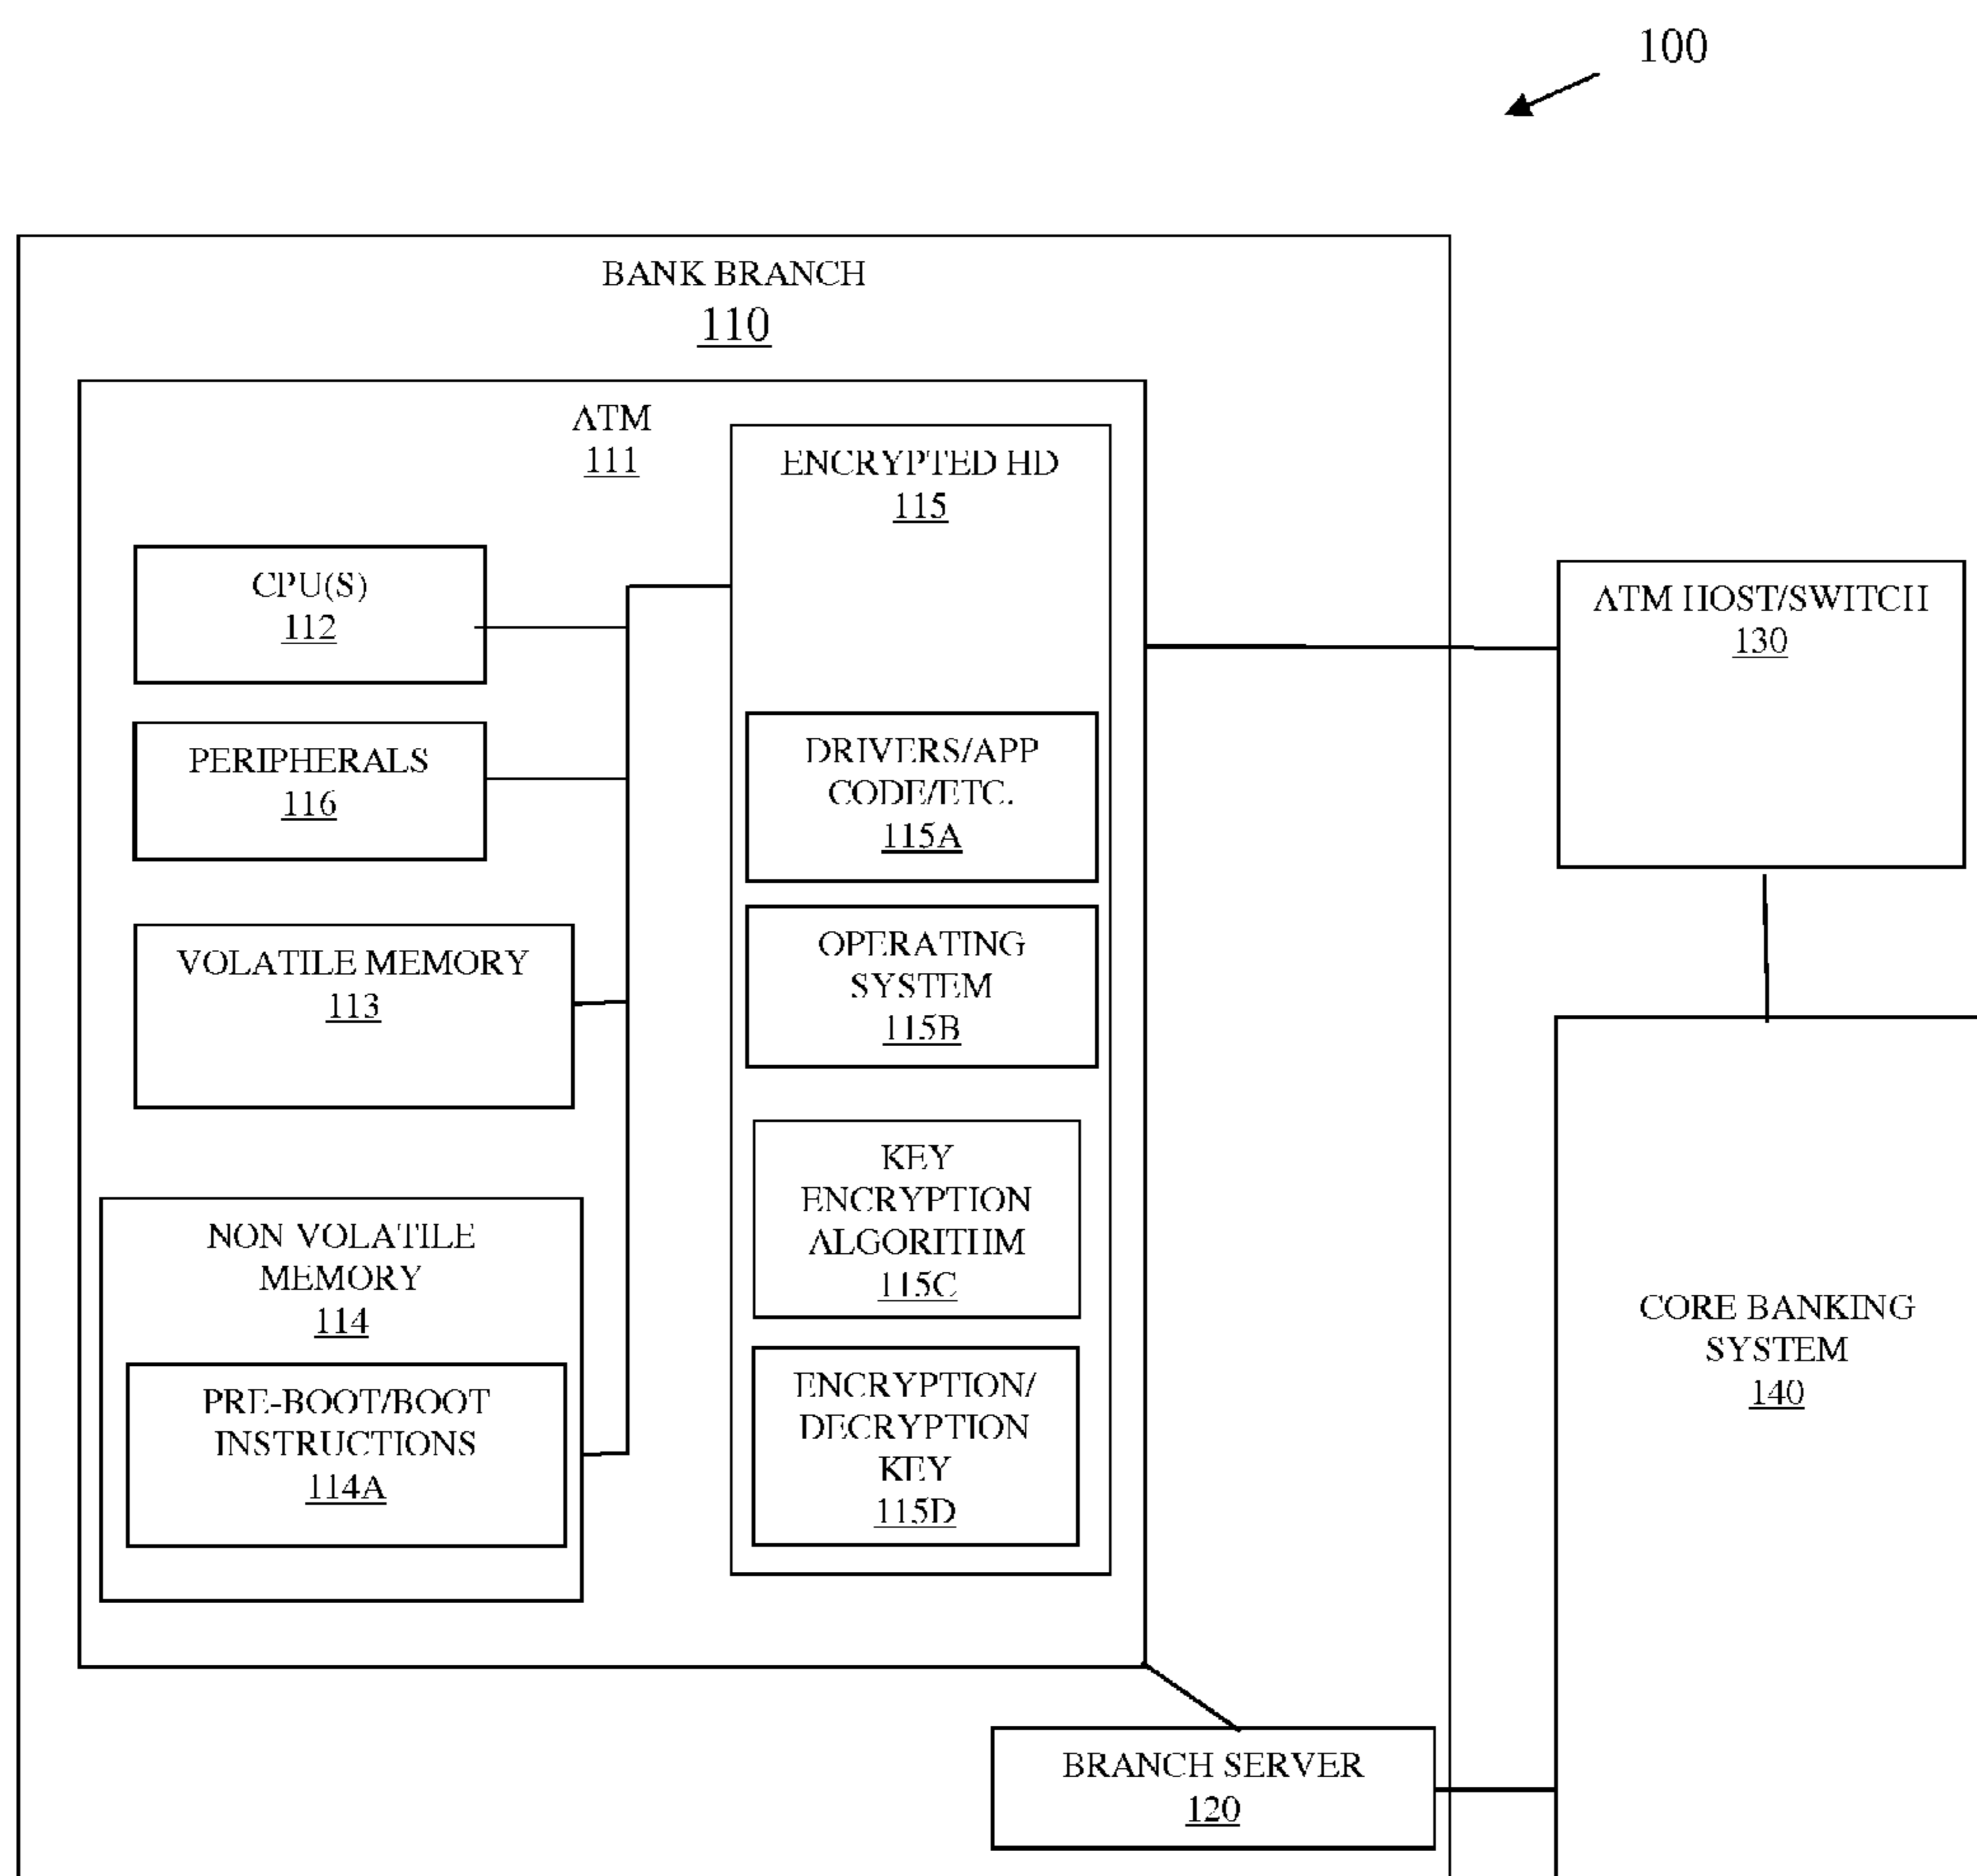 100
BANK BRANCH
110
ATM
111
ENCRYPTED HD
115
CPU(S)
112
PERIPHERALS
116
VOLATILE MEMORY
113
NON VOLATILE
MEMORY
114
PRE-BOOT/BOOT
INSTRUCTIONS
114A
DRIVERS/APP
CODE/ETC.
115A
OPERATING
SYSTEM
115B
KEY
ENCRYPTION
ALGORITHM
115C
ENCRYPTION/
DECRYPTION
KEY
115D
ATM HOST/SWITCH
130
CORE BANKING
SYSTEM
140
BRANCH SERVER
120